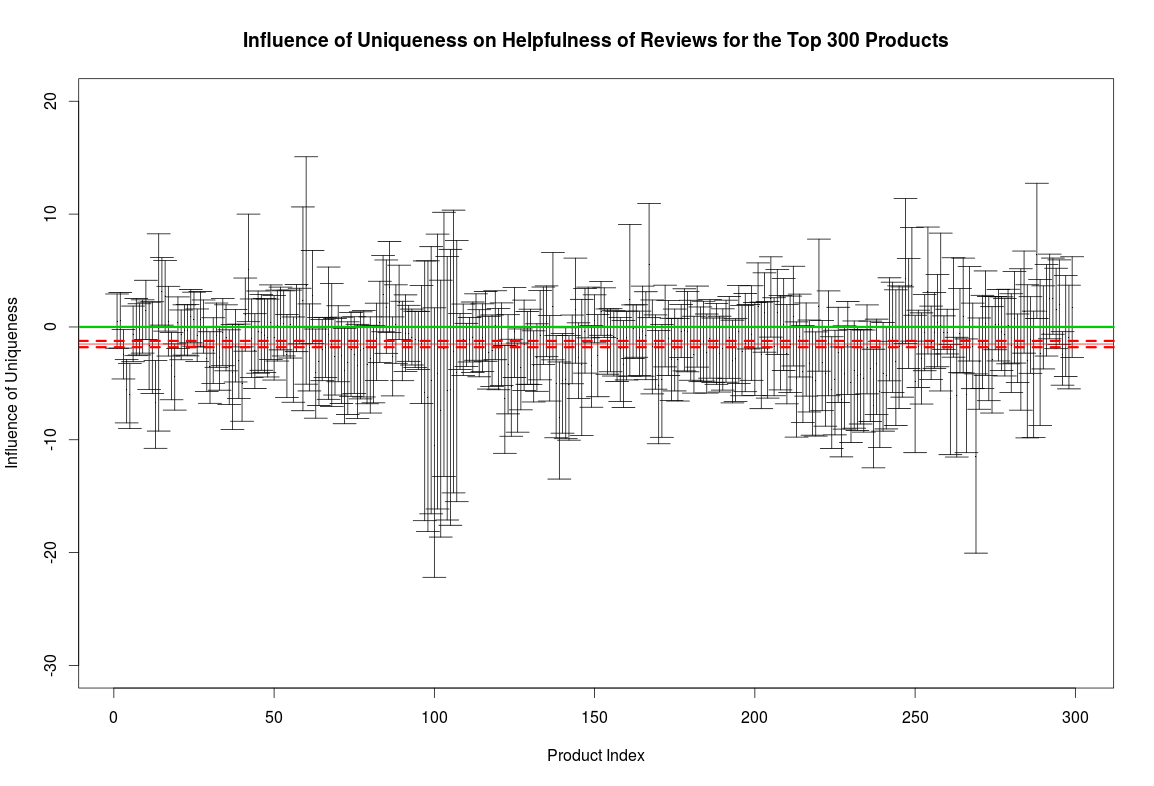 Influence of Uniqueness on Helpfulness of Reviews for the Top 300 Products
20
10
0
-10
-20
-30
Influence of Uniqueness
0 50 100 150 200 250 300
Product Index